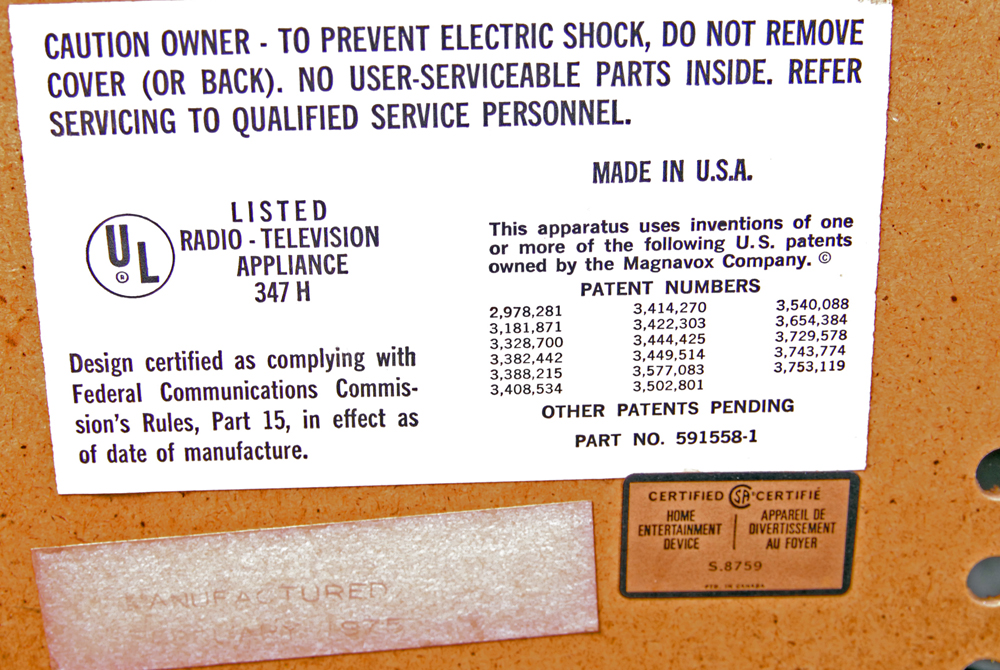 CAUTION OWNER - TO PREVENT ELECTRIC SHOCK, DO NOT REMOVE
COVER (OR BACK). NO USER-SERVICEABLE PARTS INSIDE. REFER
SERVICING TO QUALIFIED SERVICE PERSONNEL.
MADE IN U.S.A.
UL
®
LISTED
RADIO - TELEVISION
APPLIANCE
347 H
Design certified as complying with
Federal Communications Commis-
sion's Rules, Part 15, in effect as
of date of manufacture.
This apparatus uses inventions of one
or more of the following U.S. patents
owned by the Magnavox Company. ©
PATENT NUMBERS
2,978,281 3,414,270 3,540,088
3,181,871 3,422,303 3,654,384
3,328,700 3,444,425 3,729,578
3,382,442 3,449,514 3,743,774
3,388,215 3,577,083 3,753,119
3,408,534 3,502,801
OTHER PATENTS PENDING
PART NO. 591558-1
CERTIFIED SA ® CERTIFIÉ
HOME
ENTERTAINMENT
DEVICE
APPAREIL DE
DIVERTISSEMENT
AU FOYER
S.8759
PTD. IN CANADA
MANUFACTURED
FEBRUARY 1975